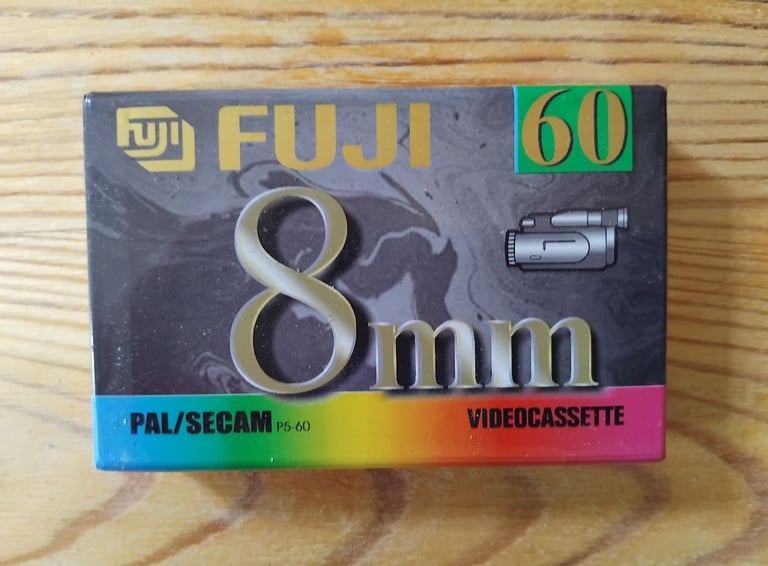 FUJI
FUJI
60
8mm
PAL/SECAM P5-60
VIDEOCASSETTE